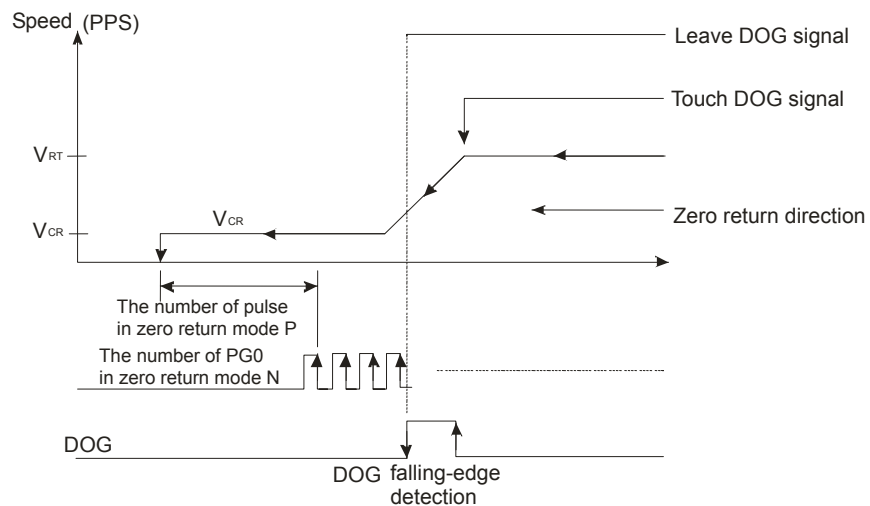 Speed (PPS)
Leave DOG signal
Touch DOG signal
VRT
Zero return direction
VCR
VCR
The number of pulse
in zero return mode P
The number of PG0
in zero return mode N
DOG
DOG falling-edge
detection